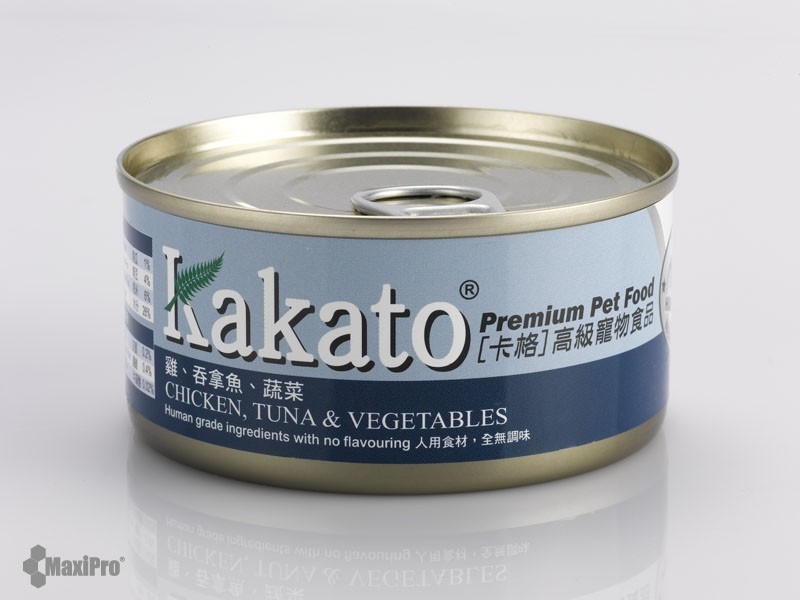 Kakato®
Premium Pet Food
[卡格]高級寵物食品
雞、吞拿魚、蔬菜
CHICKEN, TUNA & VEGETABLES
Human grade ingredients with no flavouring 人用食材，全無調味
MaxiPro®